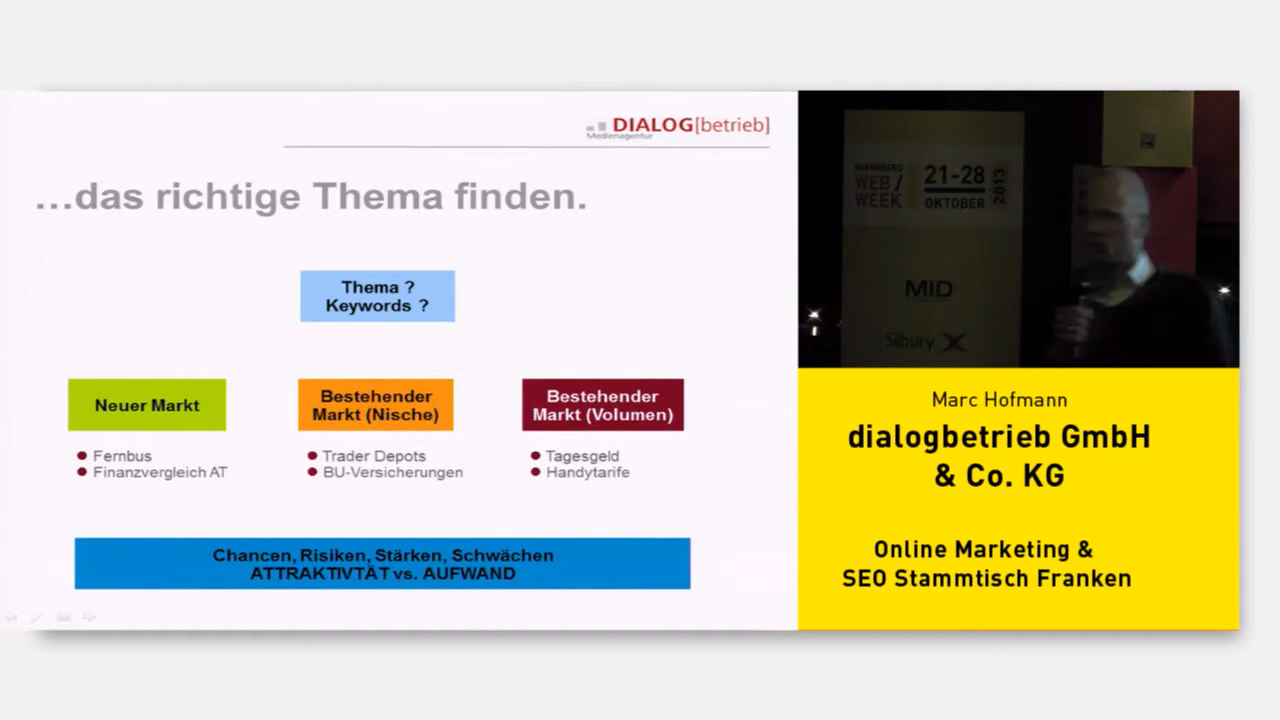 DIALOG[betrieb]
Medienagentur
...das richtige Thema finden.
Thema ?
Keywords ?
Neuer Markt
Fernbus
Finanzvergleich AT
Bestehender
Markt (Nische)
Trader Depots
BU-Versicherungen
Bestehender
Markt (Volumen)
Tagesgeld
Handytarife
Chancen, Risiken, Stärken, Schwächen
ATTRAKTIVTÄT vs. AUFWAND
NÜRNBERG
WEB/
WEEK
21-28
OKTOBER
2013
MID
Silbury
Marc Hofmann
dialogbetrieb GmbH
& Co. KG
Online Marketing &
SEO Stammtisch Franken